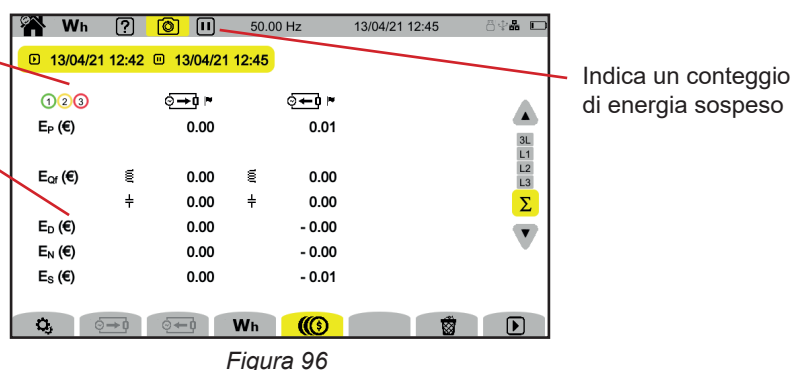 Wh ? 50.00 Hz 13/04/21 12:45
13/04/21 12:42 13/04/21 12:45
Indica un conteggio
di energia sospeso
1 2 3
EP (€) 0.00 0.01
3L
L1
L2
L3
EQf (€) 0.00 0.00
0.00 0.00
Σ
ED (€) 0.00 - 0.00
EN (€) 0.00 - 0.00
ES (€) 0.00 - 0.01
Wh $
Figura 96